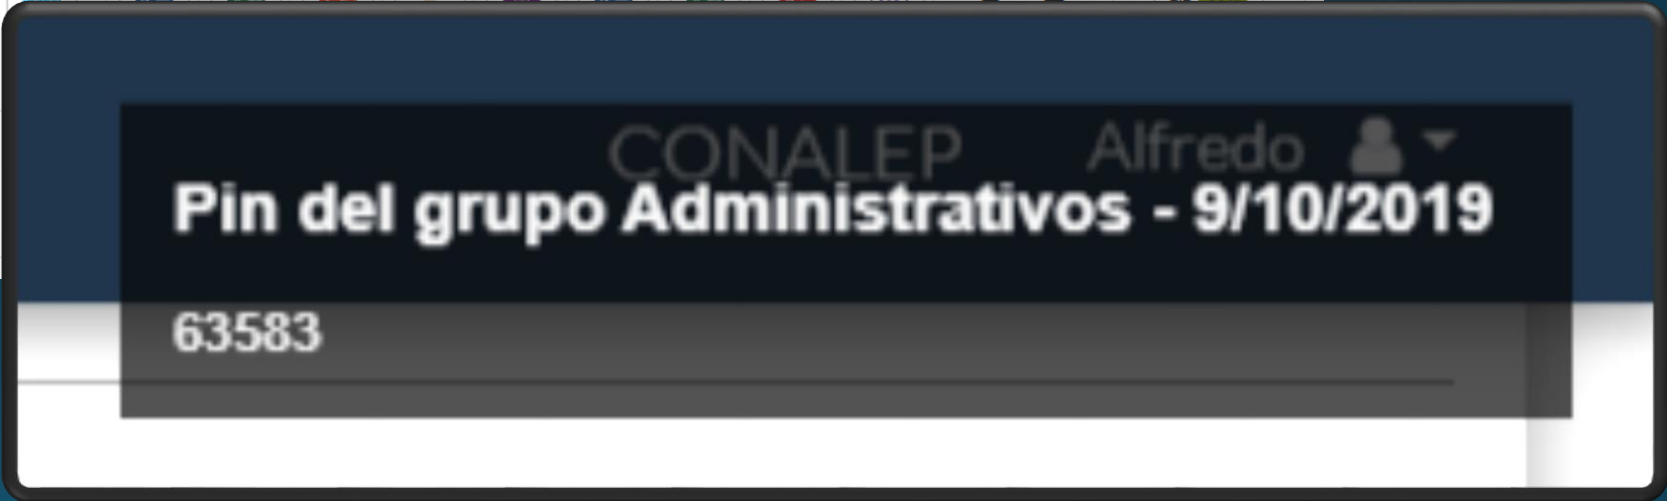 CONALEP Alfredo
Pin del grupo Administrativos - 9/10/2019
63583